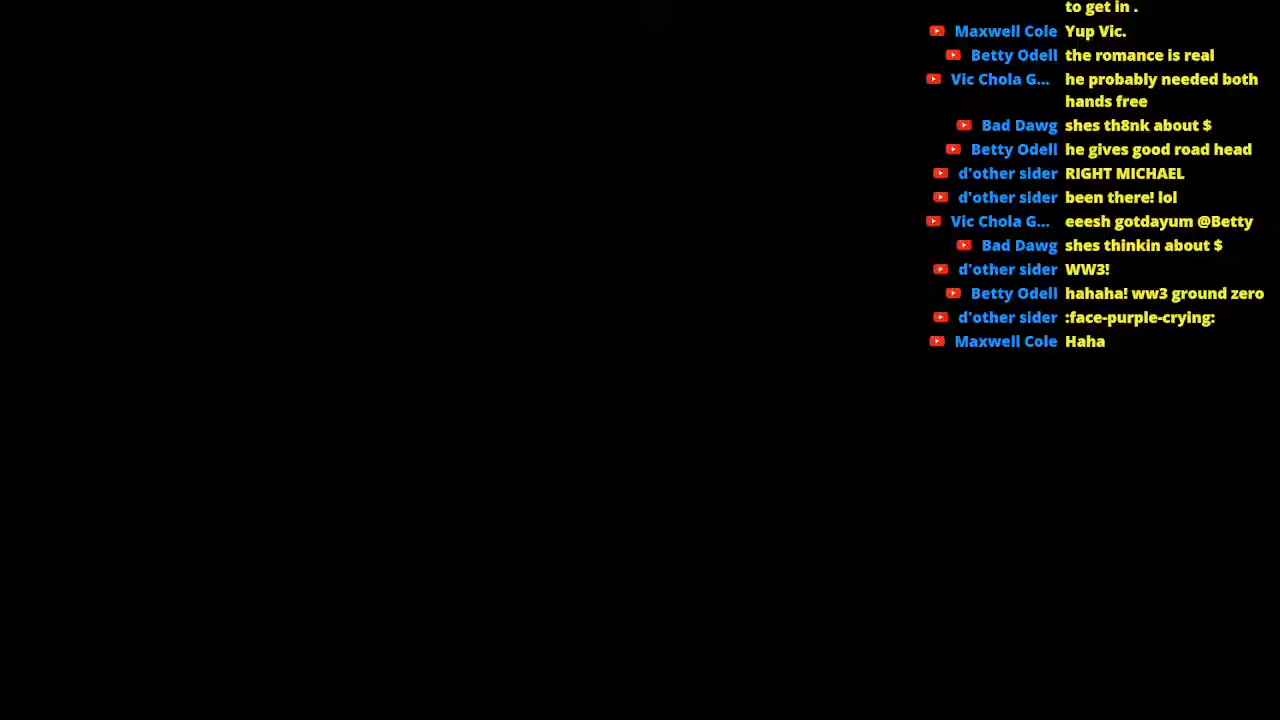 to get in .
Maxwell Cole Yup Vic.
Betty Odell the romance is real
Vic Chola G... he probably needed both
hands free
Bad Dawg shes th8nk about $
Betty Odell he gives good road head
d'other sider RIGHT MICHAEL
d'other sider been there! lol
Vic Chola G... eeesh gotdayum @Betty
Bad Dawg shes thinkin about $
d'other sider WW3!
Betty Odell hahaha! ww3 ground zero
d'other sider :face-purple-crying:
Maxwell Cole Haha